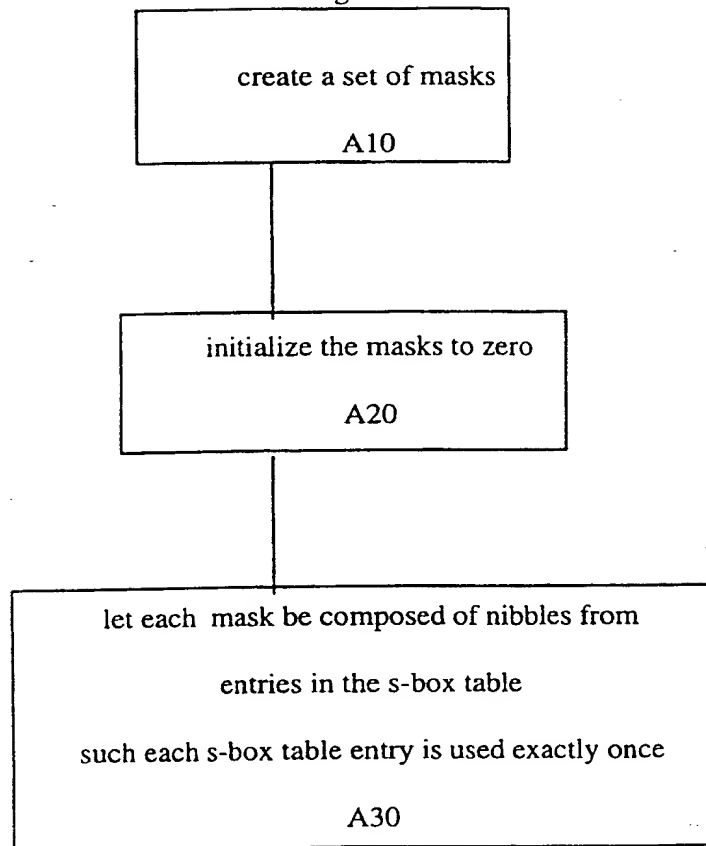 create a set of masks
A10
initialize the masks to zero
A20
let each mask be composed of nibbles from
entries in the s-box table
such each s-box table entry is used exactly once
A30